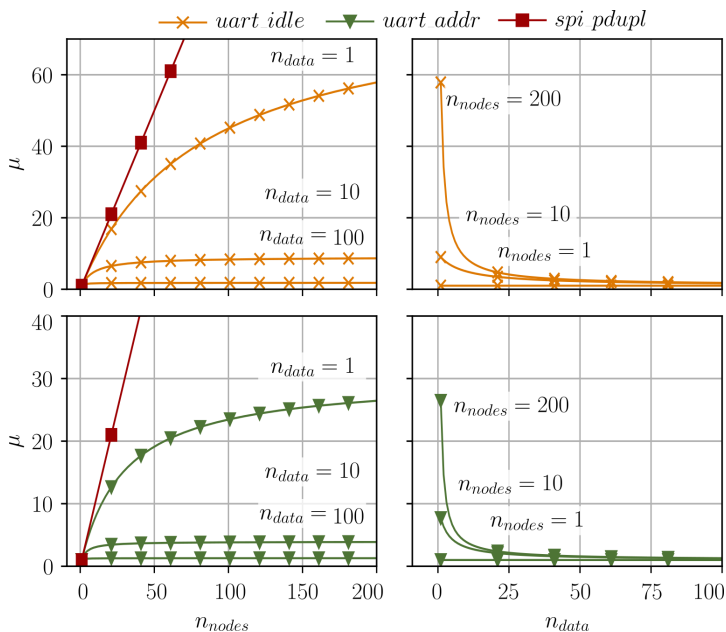 uart idle uart addr spi pdupl
60
40
20
0
μ
n_data = 1
n_data = 10
n_data = 100
n_nodes = 200
n_nodes = 10
n_nodes = 1
40
30
20
10
0
μ
n_data = 1
n_data = 10
n_data = 100
0 50 100 150 200
n_nodes
n_nodes = 200
n_nodes = 10
n_nodes = 1
0 25 50 75 100
n_data